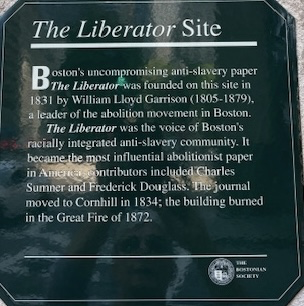 The Liberator Site
Boston's uncompromising anti-slavery paper
The Liberator was founded on this site in
1831 by William Lloyd Garrison (1805-1879),
a leader of the abolition movement in Boston.
The Liberator was the voice of Boston's
racially integrated anti-slavery community. It
became the most influential abolitionist paper
in America; contributors included Charles
Sumner and Frederick Douglass. The journal
moved to Cornhill in 1834; the building burned
in the Great Fire of 1872.
THE
BOSTONIAN
SOCIETY